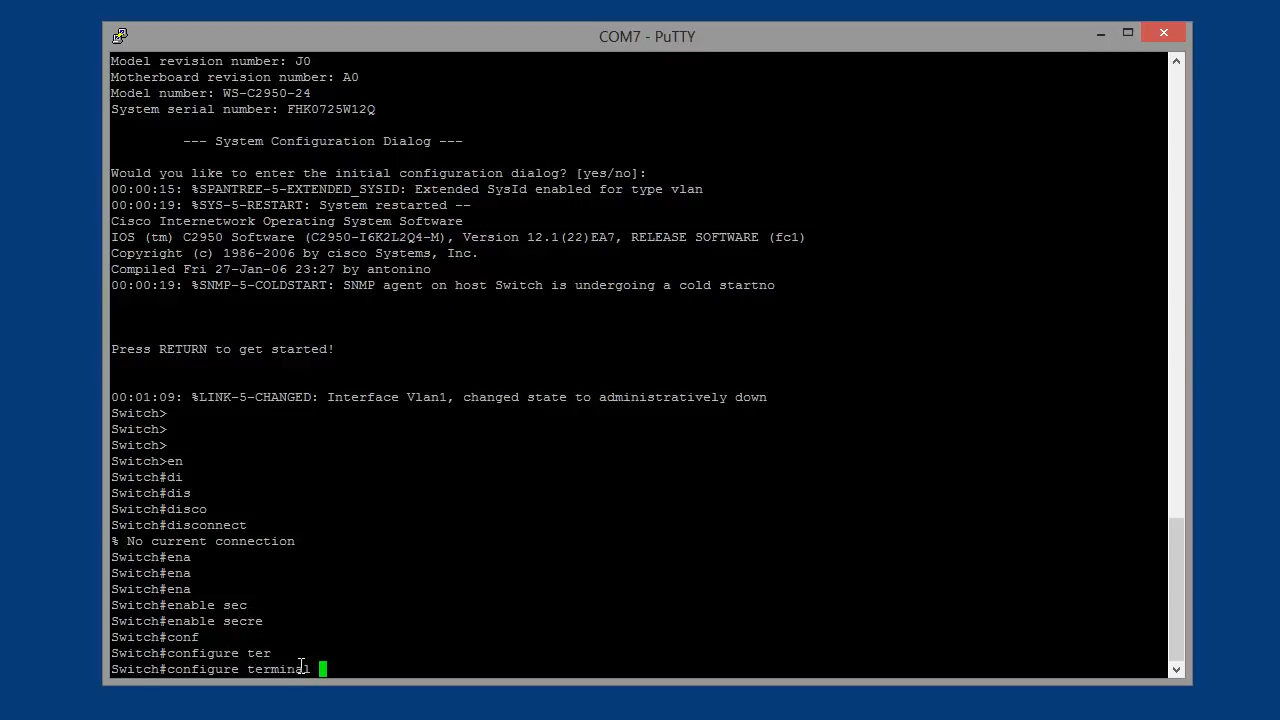 COM7 - PuTTY
Model revision number: J0
Motherboard revision number: A0
Model number: WS-C2950-24
System serial number: FHK0725W12Q
--- System Configuration Dialog ---
Would you like to enter the initial configuration dialog? [yes/no]:
00:00:15: %SPANTREE-5-EXTENDED_SYSID: Extended SysId enabled for type vlan
00:00:19: %SYS-5-RESTART: System restarted --
Cisco Internetwork Operating System Software
IOS (tm) C2950 Software (C2950-I6K2L2Q4-M), Version 12.1(22)EA7, RELEASE SOFTWARE (fc1)
Copyright (c) 1986-2006 by cisco Systems, Inc.
Compiled Fri 27-Jan-06 23:27 by antonino
00:00:19: %SNMP-5-COLDSTART: SNMP agent on host Switch is undergoing a cold startno
Press RETURN to get started!
00:01:09: %LINK-5-CHANGED: Interface Vlan1, changed state to administratively down
Switch>
Switch>
Switch>
Switch>en
Switch#di
Switch#dis
Switch#disco
Switch#disconnect
% No current connection
Switch#ena
Switch#ena
Switch#ena
Switch#enable sec
Switch#enable secre
Switch#conf
Switch#configure ter
Switch#configure terminal